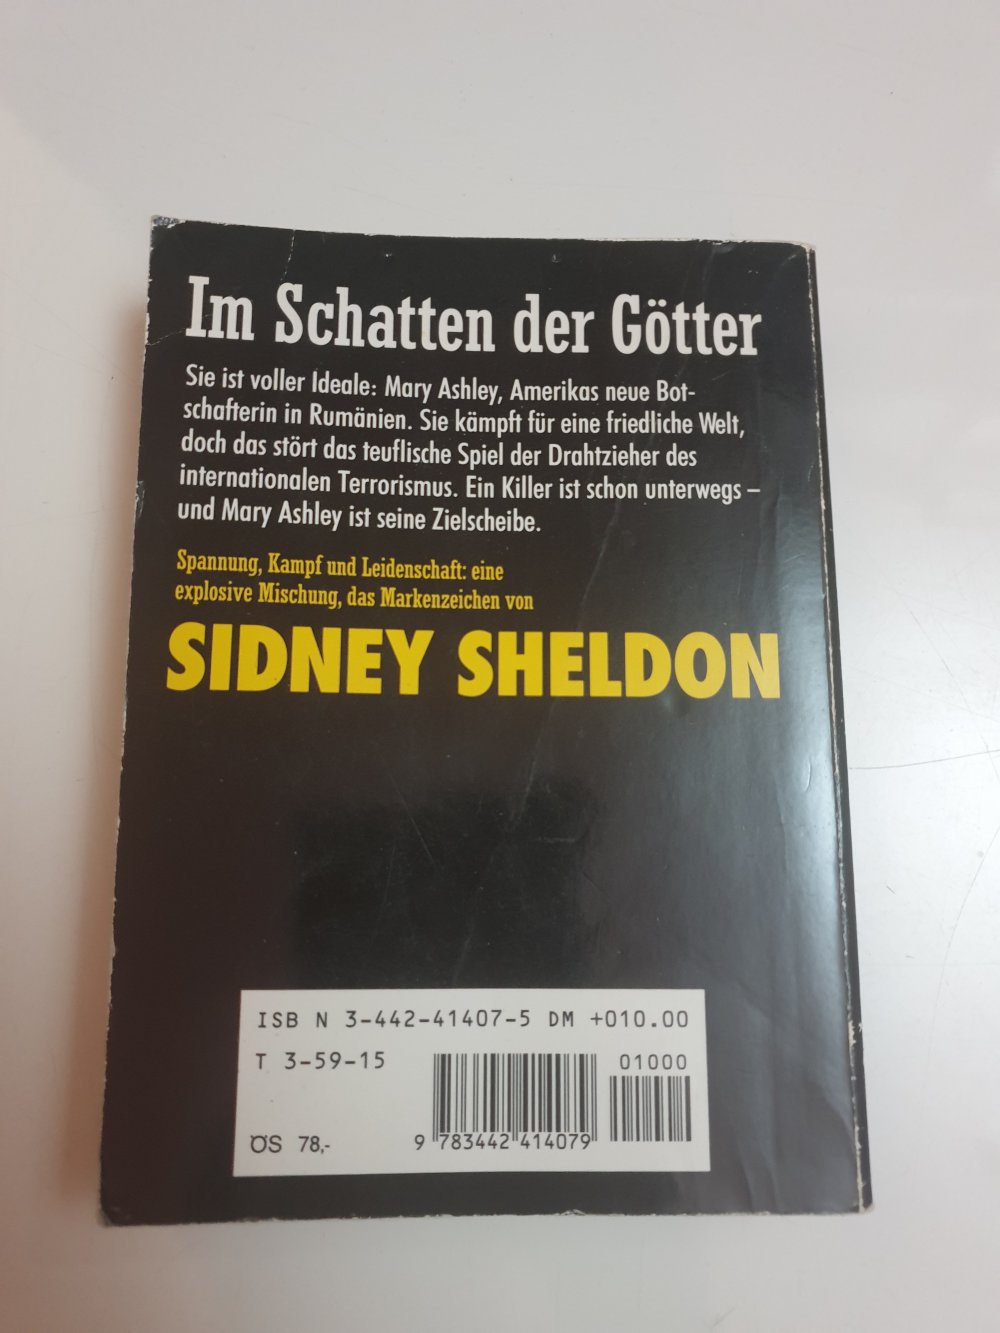 Im Schatten der Götter
Sie ist voller Ideale: Mary Ashley, Amerikas neue Bot-
schafterin in Rumänien. Sie kämpft für eine friedliche Welt,
doch das stört das teuflische Spiel der Drahtzieher des
internationalen Terrorismus. Ein Killer ist schon unterwegs –
und Mary Ashley ist seine Zielscheibe.
Spannung, Kampf und Leidenschaft: eine
explosive Mischung, das Markenzeichen von
SIDNEY SHELDON
ISB N 3-442-41407-5 DM +010.00
T 3-59-15 01000
ÖS 78,- 9 783442 414079